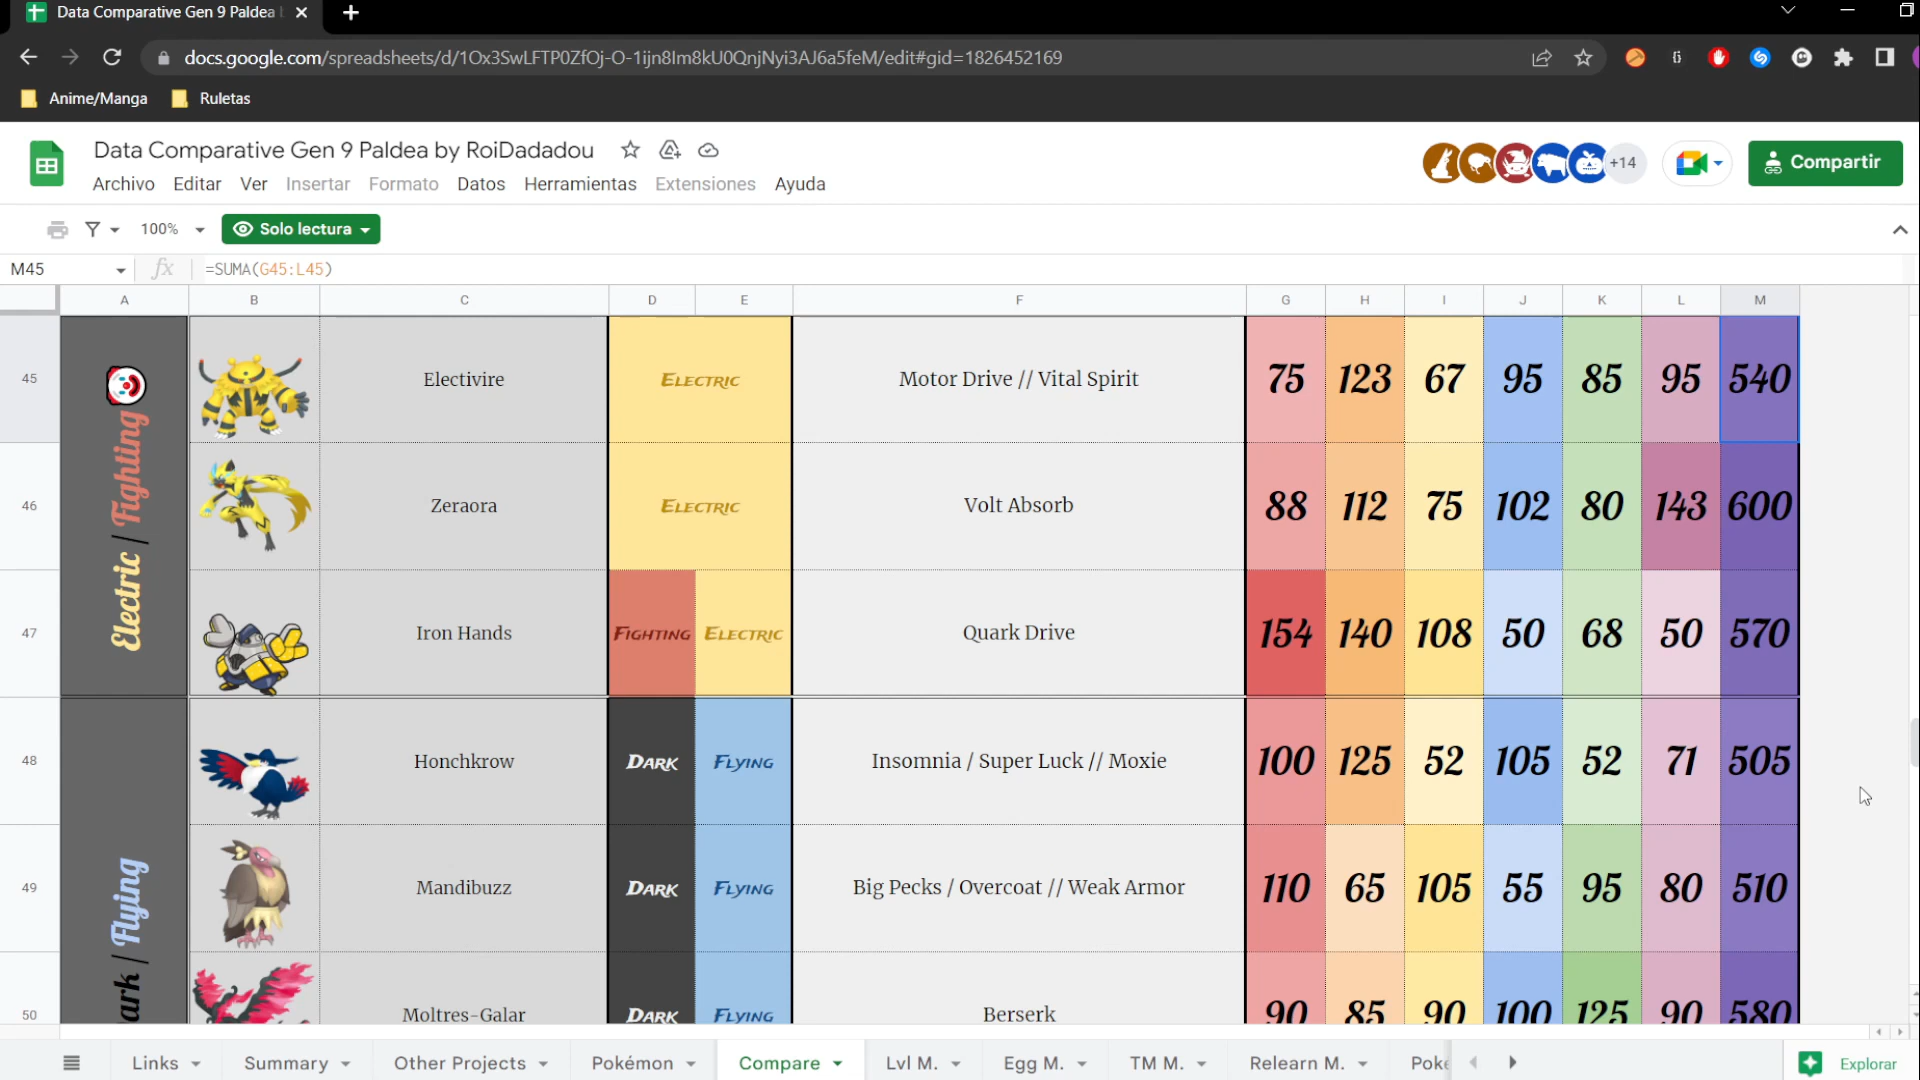 Data Comparative Gen 9 Paldea
docs.google.com/spreadsheets/d/1Ox3SwLFTP0ZfOj-O-1ijn8Im8kU0QnjNyi3AJ6a5feM/edit#gid=1826452169
Anime/Manga Ruletas
Data Comparative Gen 9 Paldea by RoiDadadou
+14
Compartir
Archivo Editar Ver Insertar Formato Datos Herramientas Extensiones Ayuda
100% Solo lectura
M45 fx =SUMA(G45:L45)
A B C D E F G H I J K L M
Electric | Fighting
45 Electivire Electric Motor Drive // Vital Spirit 75 123 67 95 85 95 540
46 Zeraora Electric Volt Absorb 88 112 75 102 80 143 600
47 Iron Hands Fighting Electric Quark Drive 154 140 108 50 68 50 570
ark | Flying
48 Honchkrow Dark Flying Insomnia / Super Luck // Moxie 100 125 52 105 52 71 505
49 Mandibuzz Dark Flying Big Pecks / Overcoat // Weak Armor 110 65 105 55 95 80 510
50 Moltres-Galar Dark Flying Berserk 90 85 90 100 125 90 580
Links Summary Other Projects Pokémon Compare Lvl M. Egg M. TM M. Relearn M. Poke
Explorar